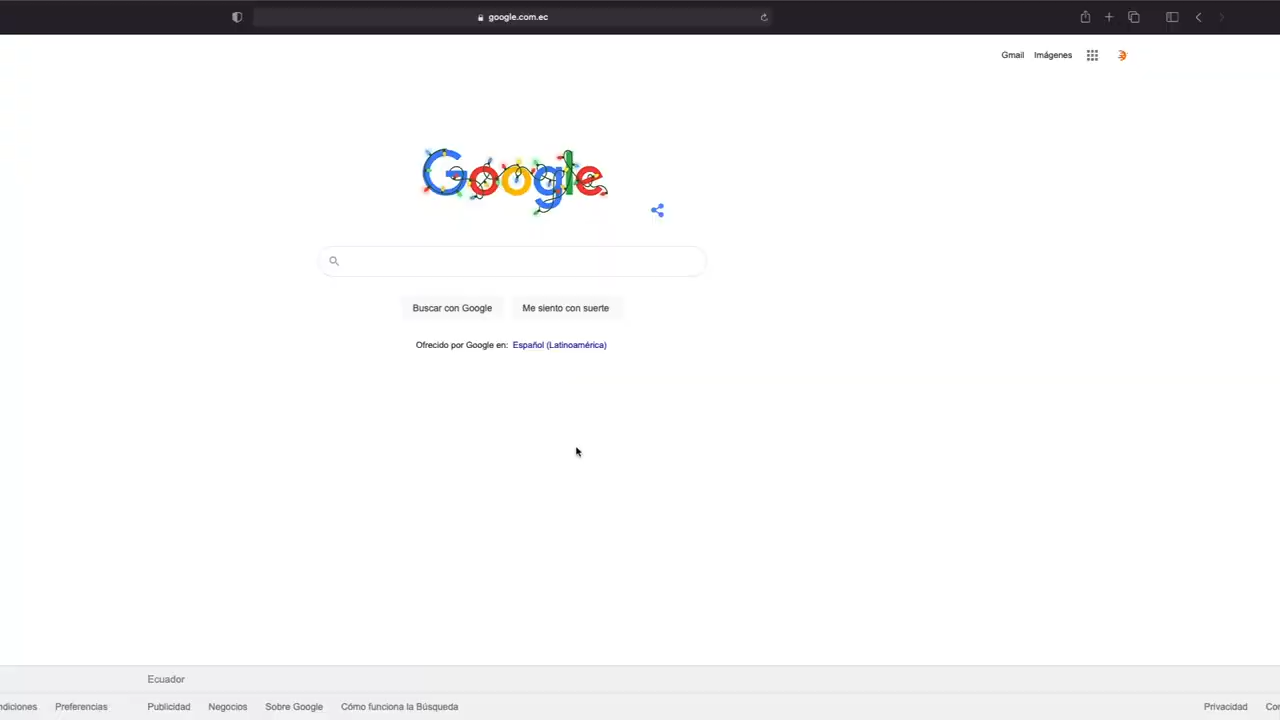 google.com.ec
Gmail Imágenes
Google
Buscar con Google Me siento con suerte
Ofrecido por Google en: Español (Latinoamérica)
Ecuador
Preferencias Publicidad Negocios Sobre Google Cómo funciona la Búsqueda Privacidad